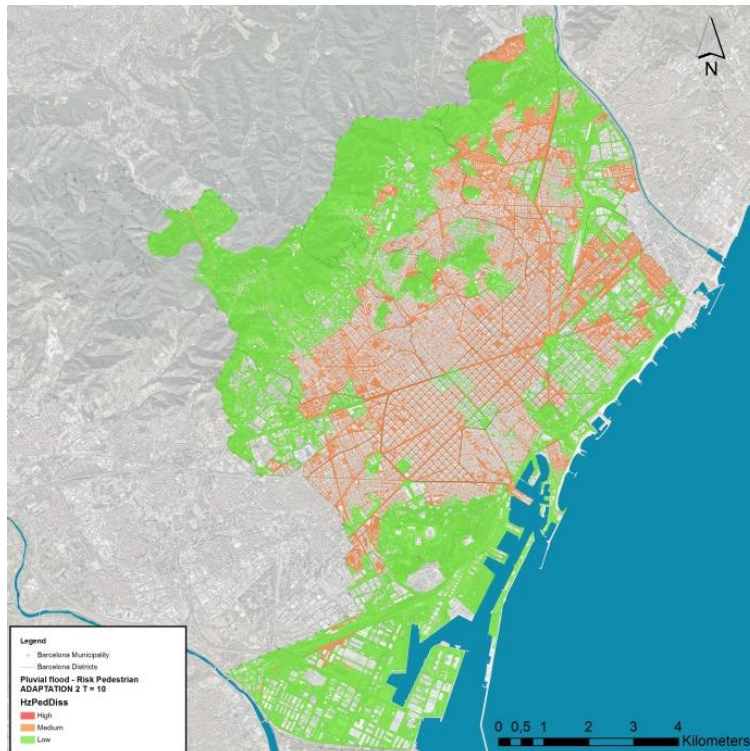 N
Legend
Barcelona Municipality
Barcelona Districts
Pluvial flood - Risk Pedestrian
ADAPTATION 2 T = 10
HzPedDiss
High
Medium
Low
0 0,5 1 2 3 4
Kilometers